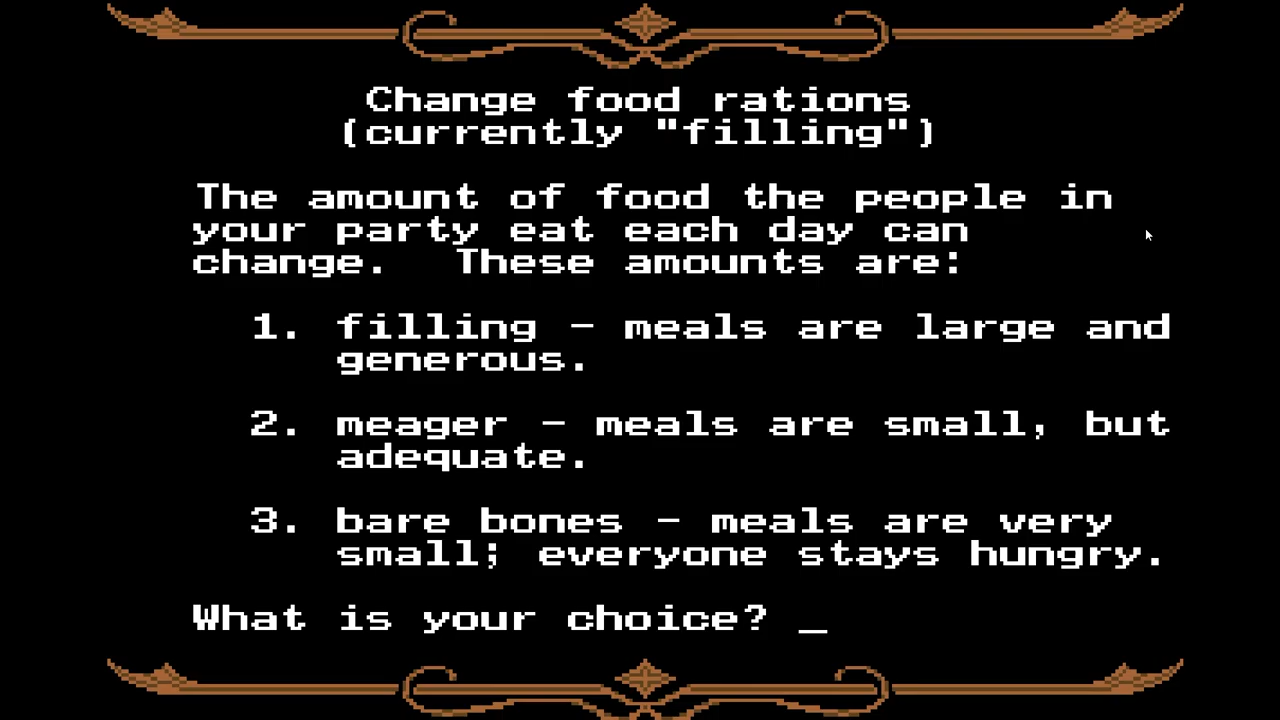 Change food rations
(currently "filling")
The amount of food the people in
your party eat each day can
change.  These amounts are:
1. filling - meals are large and
generous.
2. meager - meals are small, but
adequate.
3. bare bones - meals are very
small; everyone stays hungry.
What is your choice? _